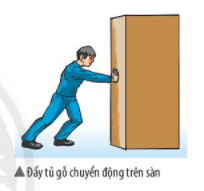 ▲ Đẩy tủ gỗ chuyển động trên sàn